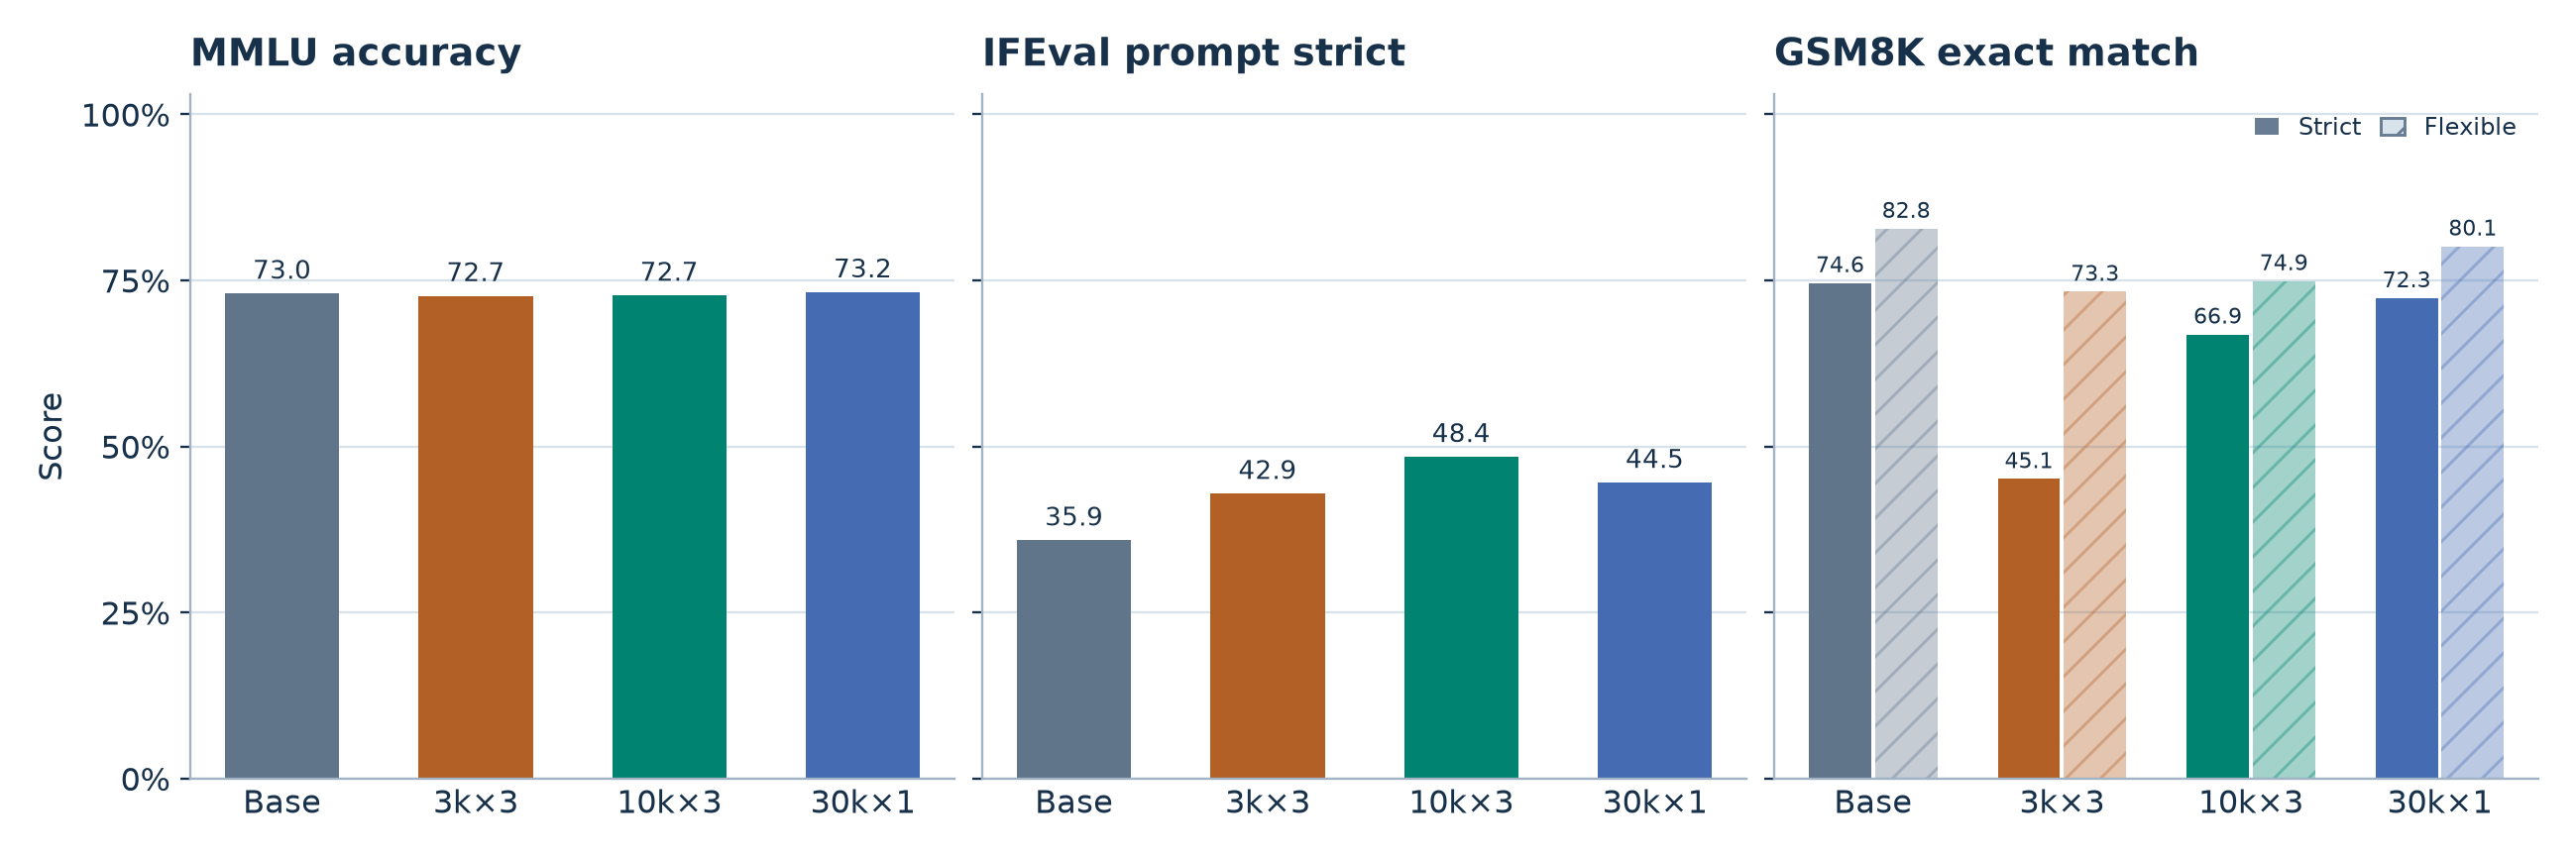 MMLU accuracy
100%
75%
50%
25%
0%
Score
73.0
72.7
72.7
73.2
Base
3k×3
10k×3
30k×1
IFEval prompt strict
35.9
42.9
48.4
44.5
Base
3k×3
10k×3
30k×1
GSM8K exact match
Strict
Flexible
74.6
82.8
45.1
73.3
66.9
74.9
72.3
80.1
Base
3k×3
10k×3
30k×1